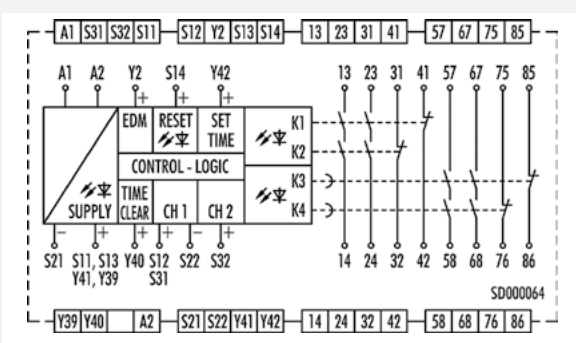 A1 S31 S32 S11 S12 Y2 S13 S14 13 23 31 41 57 67 75 85
A1 A2 Y2 S14 Y42 13 23 31 41 57 67 75 85
+ + +
EDM RESET SET TIME K1
K2
CONTROL - LOGIC
K3
SUPPLY TIME CLEAR CH 1 CH 2 K4
− + + + − +
S21 S11, S13 Y40 S12 S22 S32 14 24 32 42 58 68 76 86
Y41, Y39 S31
SD000064
Y39 Y40 A2 S21 S22 Y41 Y42 14 24 32 42 58 68 76 86